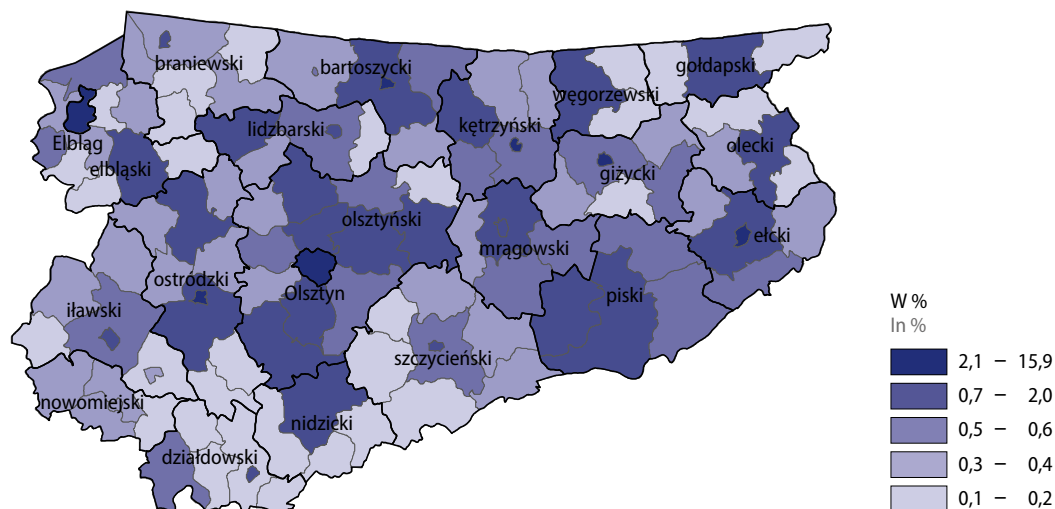 braniewski
bartoszycki
gołdapski
węgorzewski
lidzbarski
kętrzyński
Elbląg
elbląski
olecki
giżycki
olsztyński
mrągowski
ełcki
ostródzki
Olsztyn
piski
iławski
szczycieński
nowomiejski
nidzicki
działdowski
W %
In %
2,1 – 15,9
0,7 – 2,0
0,5 – 0,6
0,3 – 0,4
0,1 – 0,2